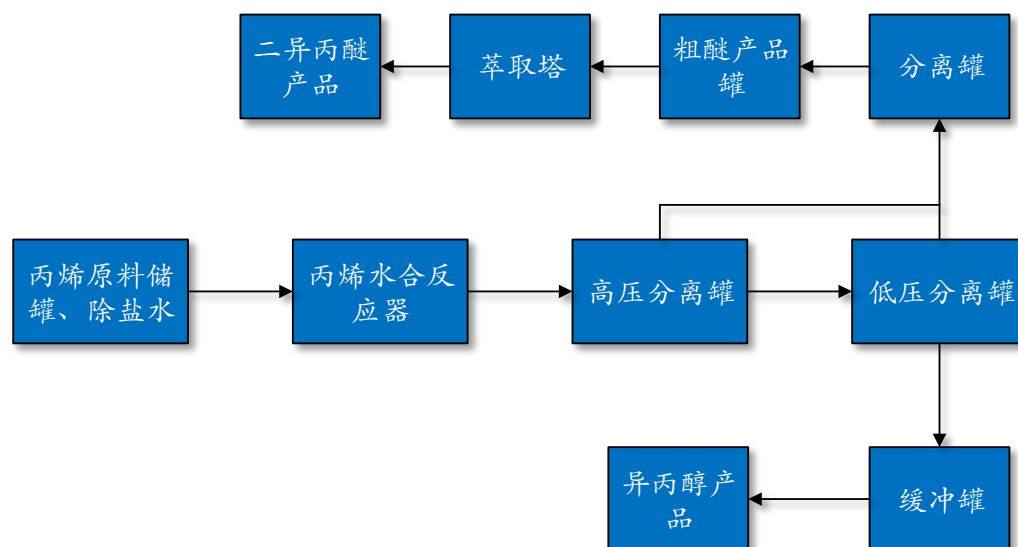 二异丙醚
产品
萃取塔
粗醚产品
罐
分离罐
丙烯原料储
罐、除盐水
丙烯水合反
应器
高压分离罐
低压分离罐
异丙醇产
品
缓冲罐